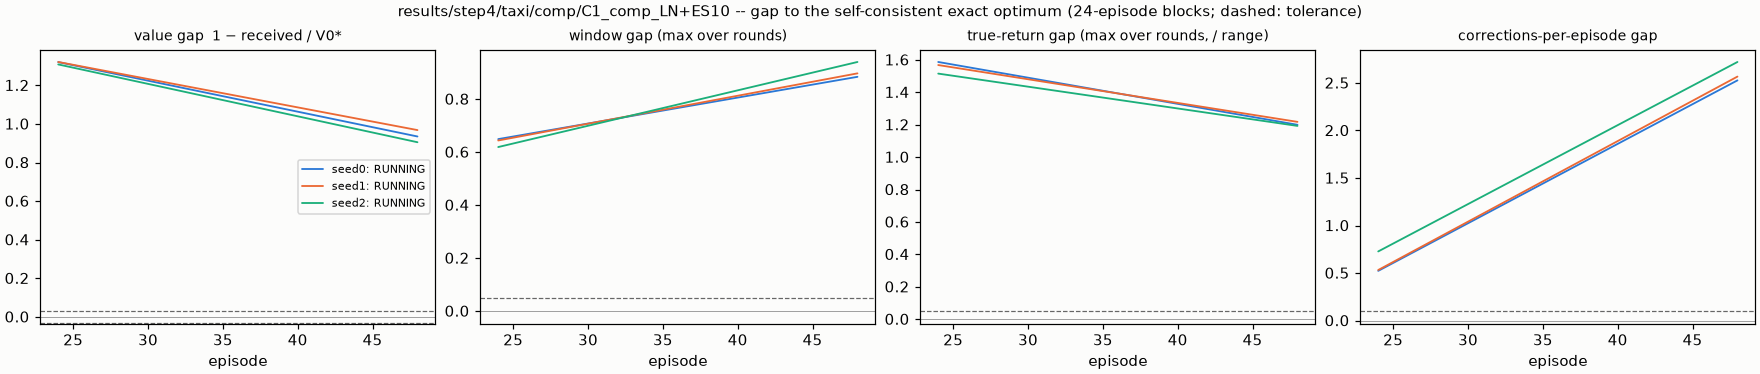 results/step4/taxi/comp/C1_comp_LN+ES10 -- gap to the self-consistent exact optimum (24-episode blocks; dashed: tolerance)
value gap  1 − received / V0*
1.2
1.0
0.8
0.6
0.4
0.2
0.0
25 30 35 40 45
episode
seed0: RUNNING
seed1: RUNNING
seed2: RUNNING
window gap (max over rounds)
0.8
0.6
0.4
0.2
0.0
25 30 35 40 45
episode
true-return gap (max over rounds, / range)
1.6
1.4
1.2
1.0
0.8
0.6
0.4
0.2
0.0
25 30 35 40 45
episode
corrections-per-episode gap
2.5
2.0
1.5
1.0
0.5
0.0
25 30 35 40 45
episode